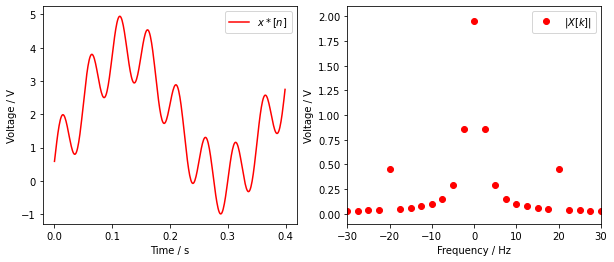 x*[n]
5
4
3
2
1
0
−1
Voltage / V
0.0 0.1 0.2 0.3 0.4
Time / s
|X[k]|
2.00
1.75
1.50
1.25
1.00
0.75
0.50
0.25
0.00
Voltage / V
−30 −20 −10 0 10 20 30
Frequency / Hz